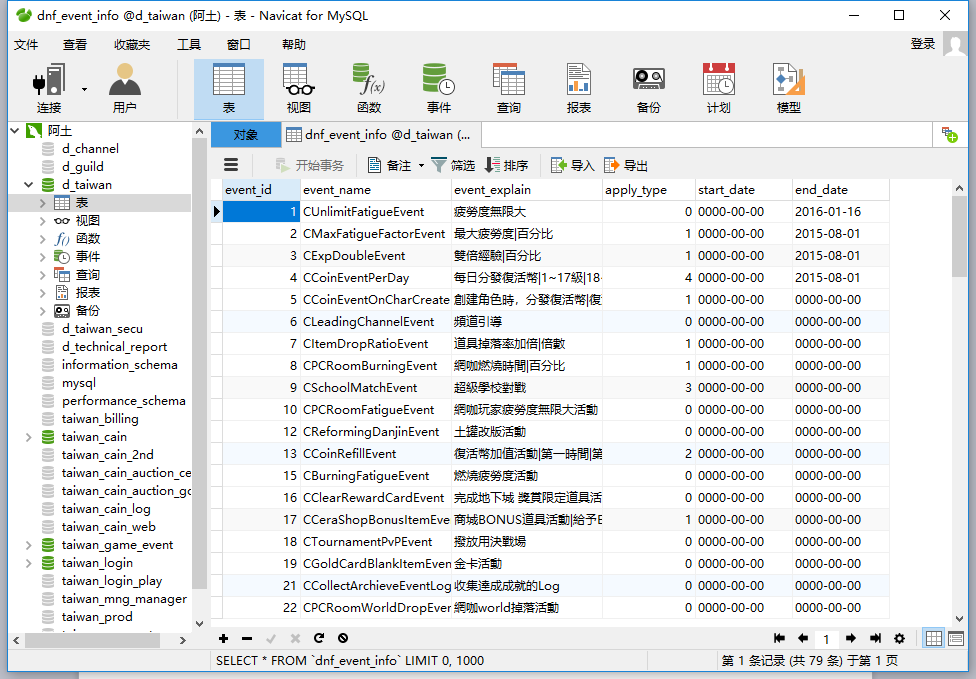 dnf_event_info @d_taiwan (阿土) - 表 - Navicat for MySQL
文件 查看 收藏夹 工具 窗口 帮助 登录
连接 用户 表 视图 函数 事件 查询 报表 备份 计划 模型
阿土
d_channel
d_guild
d_taiwan
表
视图
函数
事件
查询
报表
备份
d_taiwan_secu
d_technical_report
information_schema
mysql
performance_schema
taiwan_billing
taiwan_cain
taiwan_cain_2nd
taiwan_cain_auction_ce
taiwan_cain_auction_gc
taiwan_cain_log
taiwan_cain_web
taiwan_game_event
taiwan_login
taiwan_login_play
taiwan_mng_manager
taiwan_prod
对象 dnf_event_info @d_taiwan (...
开始事务 备注 筛选 排序 导入 导出
event_id event_name event_explain apply_type start_date end_date
1 CUnlimitFatigueEvent 疲勞度無限大 0 0000-00-00 2016-01-16
2 CMaxFatigueFactorEvent 最大疲勞度|百分比 1 0000-00-00 2015-08-01
3 CExpDoubleEvent 雙倍經驗|百分比 1 0000-00-00 2015-08-01
4 CCoinEventPerDay 每日分發復活幣|1~17級|18- 4 0000-00-00 2015-08-01
5 CCoinEventOnCharCreate 創建角色時，分發復活幣|復 1 0000-00-00 0000-00-00
6 CLeadingChannelEvent 頻道引導 0 0000-00-00 0000-00-00
7 CItemDropRatioEvent 道具掉落率加倍|倍數 1 0000-00-00 0000-00-00
8 CPCRoomBurningEvent 網咖燃燒時間|百分比 1 0000-00-00 0000-00-00
9 CSchoolMatchEvent 超級學校對戰 3 0000-00-00 0000-00-00
10 CPCRoomFatigueEvent 網咖玩家疲勞度無限大活動 0 0000-00-00 0000-00-00
12 CReformingDanjinEvent 土罐改版活動 0 0000-00-00 0000-00-00
13 CCoinRefillEvent 復活幣加值活動|第一時間|第 2 0000-00-00 0000-00-00
15 CBurningFatigueEvent 燃燒疲勞度活動 0 0000-00-00 0000-00-00
16 CClearRewardCardEvent 完成地下城 獎賞限定道具活 0 0000-00-00 0000-00-00
17 CCeraShopBonusItemEve 商城BONUS道具活動|給予E 1 0000-00-00 0000-00-00
18 CTournamentPvPEvent 撥放用決戰場 0 0000-00-00 0000-00-00
19 CGoldCardBlankItemEven 金卡活動 0 0000-00-00 0000-00-00
21 CCollectArchieveEventLog 收集達成成就的Log 0 0000-00-00 0000-00-00
22 CPCRoomWorldDropEver 網咖world掉落活動 0 0000-00-00 0000-00-00
1
SELECT * FROM `dnf_event_info` LIMIT 0, 1000 第 1 条记录 (共 79 条) 于第 1 页